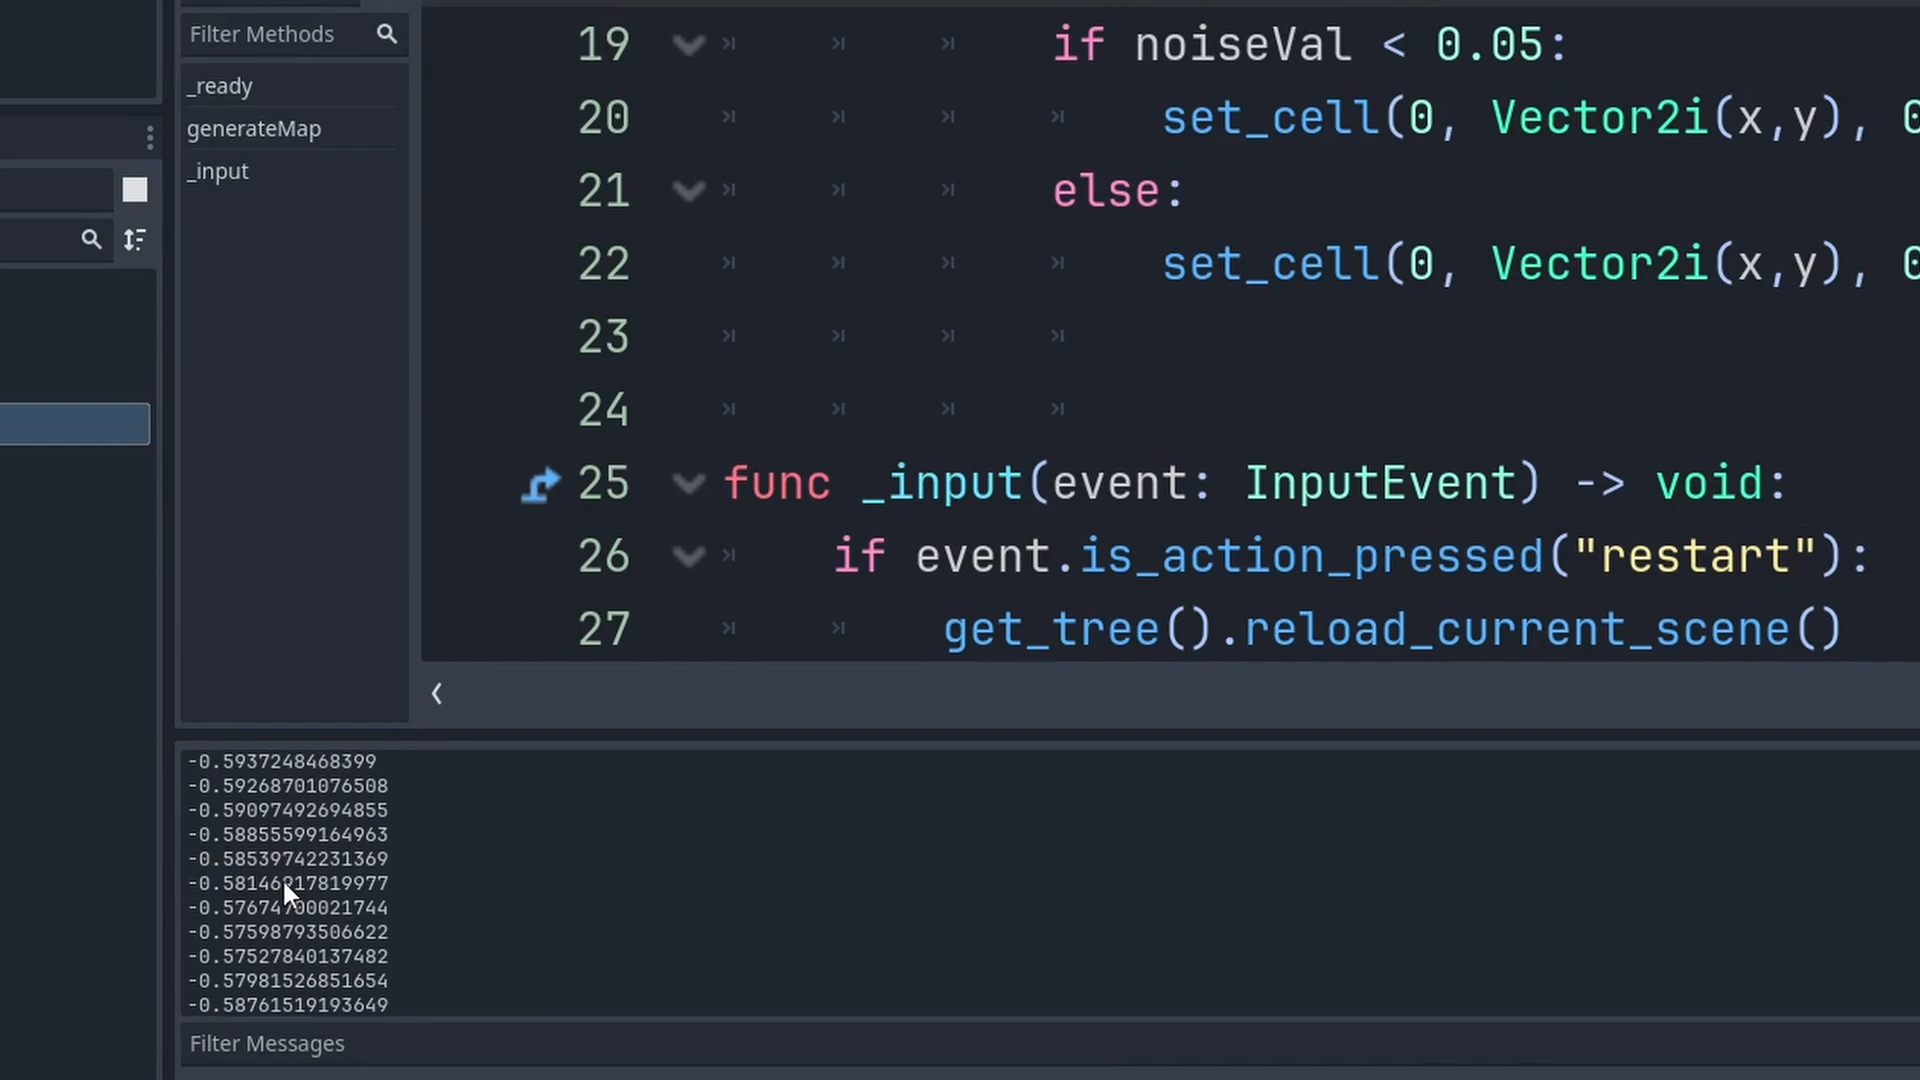 Filter Methods
_ready
generateMap
_input
19 if noiseVal < 0.05:
20 set_cell(0, Vector2i(x,y), 0
21 else:
22 set_cell(0, Vector2i(x,y), 0
23
24
25 func _input(event: InputEvent) -> void:
26 if event.is_action_pressed("restart"):
27 get_tree().reload_current_scene()
-0.5937248468399
-0.59268701076508
-0.59097492694855
-0.58855599164963
-0.58539742231369
-0.58146917819977
-0.57674700021744
-0.57598793506622
-0.57527840137482
-0.57981526851654
-0.58761519193649
Filter Messages